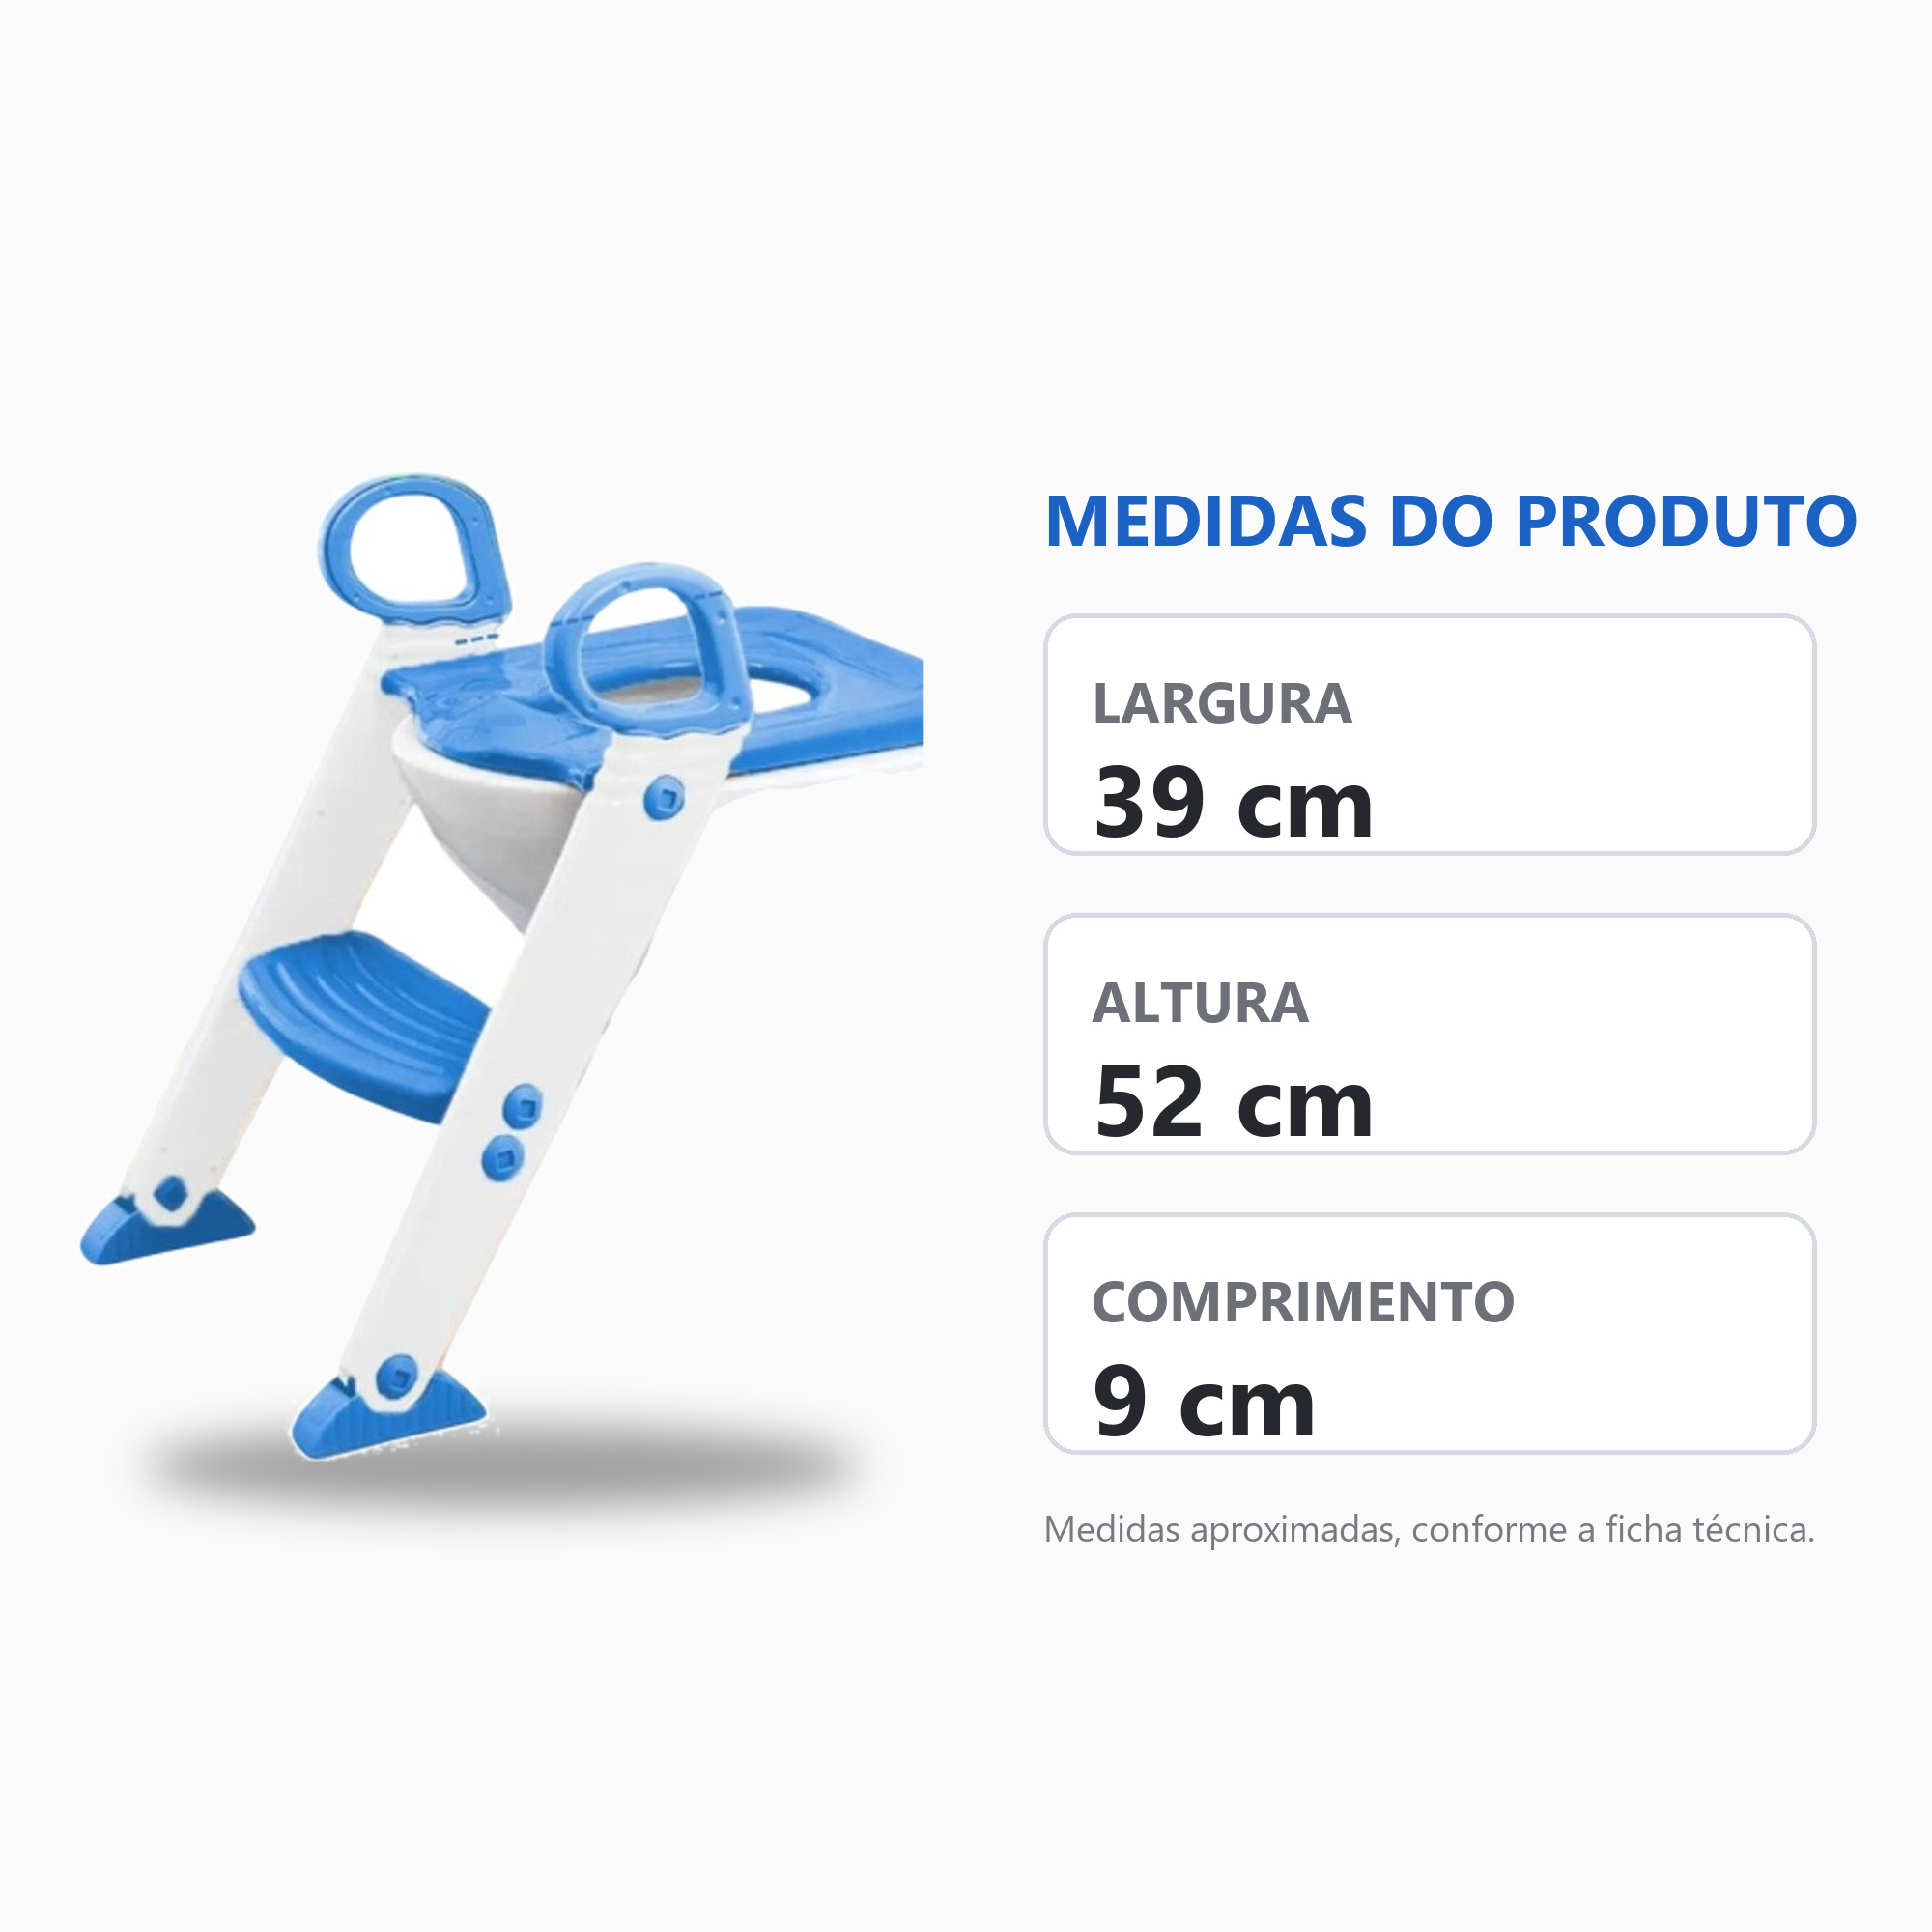 MEDIDAS DO PRODUTO
LARGURA
39 cm
ALTURA
52 cm
COMPRIMENTO
9 cm
Medidas aproximadas, conforme a ficha técnica.